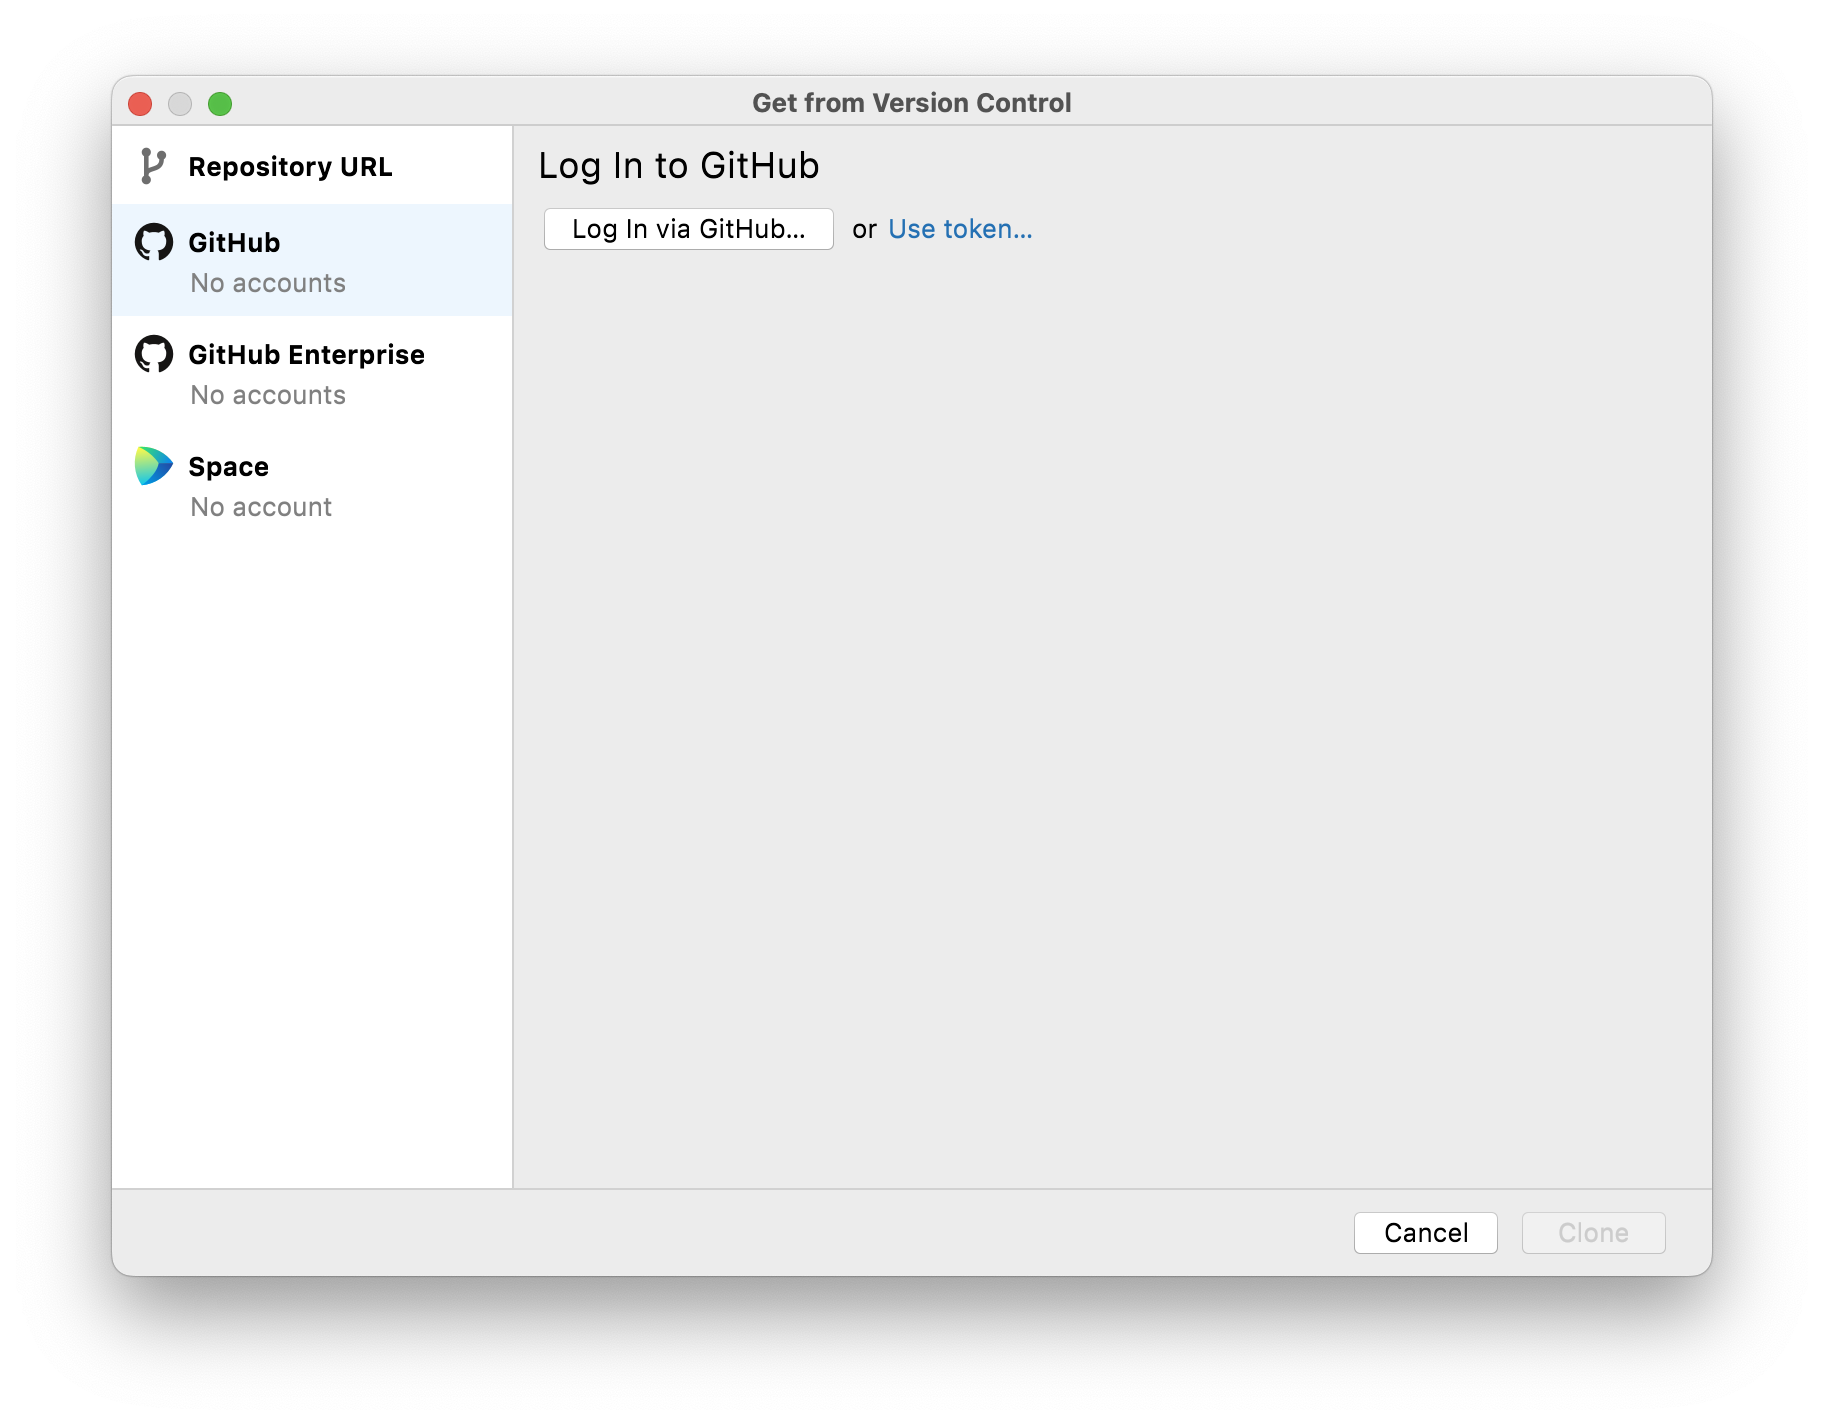 Get from Version Control
Repository URL
GitHub
No accounts
GitHub Enterprise
No accounts
Space
No account
Log In to GitHub
Log In via GitHub... or Use token...
Cancel
Clone